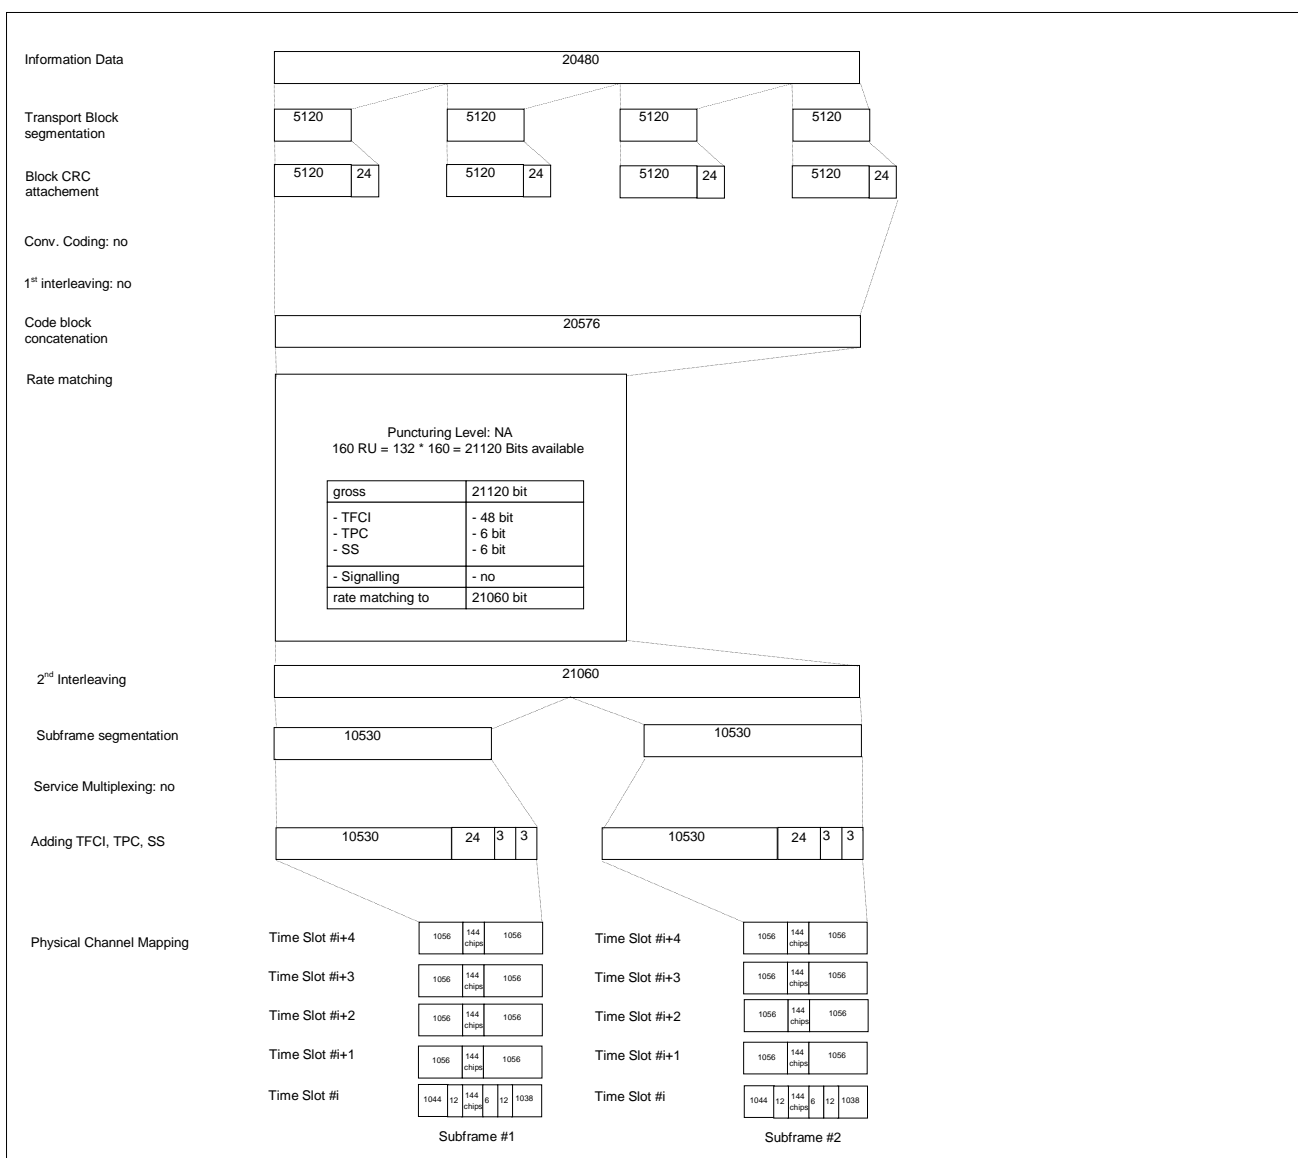 Information Data
20480
Transport Block
segmentation
5120 5120 5120 5120
Block CRC
attachement
5120 24 5120 24 5120 24 5120 24
Conv. Coding: no
1st interleaving: no
Code block
concatenation
20576
Rate matching
Puncturing Level: NA
160 RU = 132 * 160 = 21120 Bits available
gross 21120 bit
- TFCI - 48 bit
- TPC - 6 bit
- SS - 6 bit
- Signalling - no
rate matching to 21060 bit
2nd Interleaving
21060
Subframe segmentation
10530 10530
Service Multiplexing: no
Adding TFCI, TPC, SS
10530 24 3 3 10530 24 3 3
Physical Channel Mapping
Time Slot #i+4 1056 144 chips 1056 Time Slot #i+4 1056 144 chips 1056
Time Slot #i+3 1056 144 chips 1056 Time Slot #i+3 1056 144 chips 1056
Time Slot #i+2 1056 144 chips 1056 Time Slot #i+2 1056 144 chips 1056
Time Slot #i+1 1056 144 chips 1056 Time Slot #i+1 1056 144 chips 1056
Time Slot #i 1044 12 144 chips 6 12 1038 Time Slot #i 1044 12 144 chips 6 12 1038
Subframe #1 Subframe #2